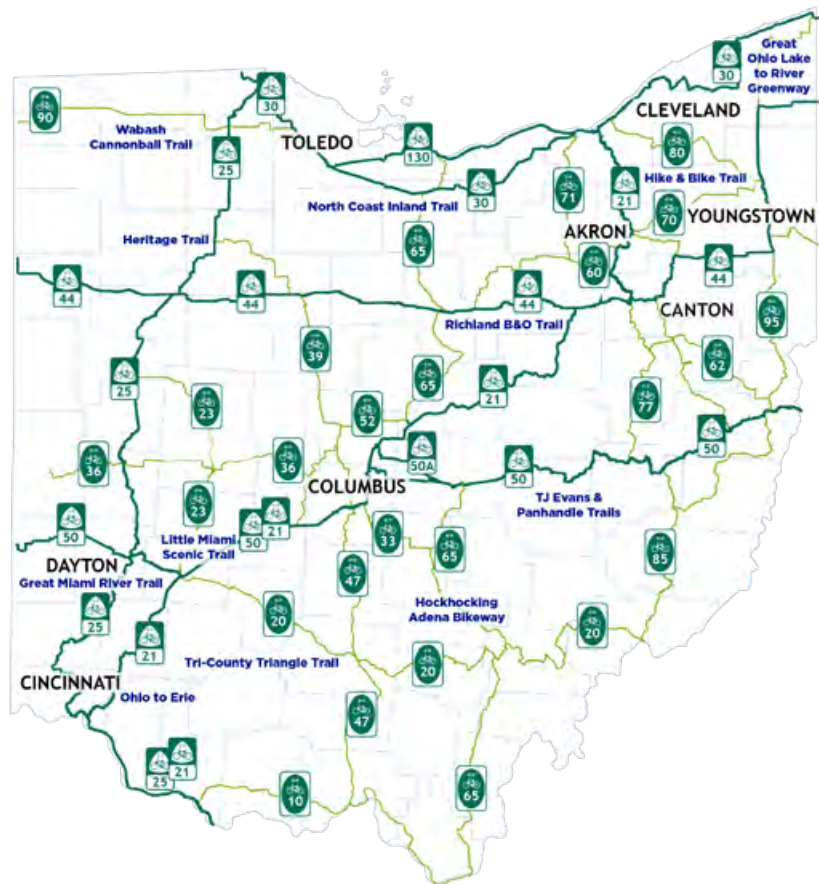 Great
Ohio Lake
to River
Greenway
30
CLEVELAND
30
90
Wabash
Cannonball Trail
TOLEDO
130
80
25
Hike & Bike Trail
30
71
21
North Coast Inland Trail
70
YOUNGSTOWN
AKRON
Heritage Trail
65
60
44
44
44
44
CANTON
Richland B&O Trail
95
39
62
25
65
21
23
77
52
50
50A
36
36
50
COLUMBUS
TJ Evans &
Panhandle Trails
23
50
21
50
Little Miami
Scenic Trail
33
65
85
DAYTON
47
Great Miami River Trail
25
20
Hockhocking
Adena Bikeway
20
21
Tri-County Triangle Trail
20
CINCINNATI
Ohio to Erie
47
21
25
10
65